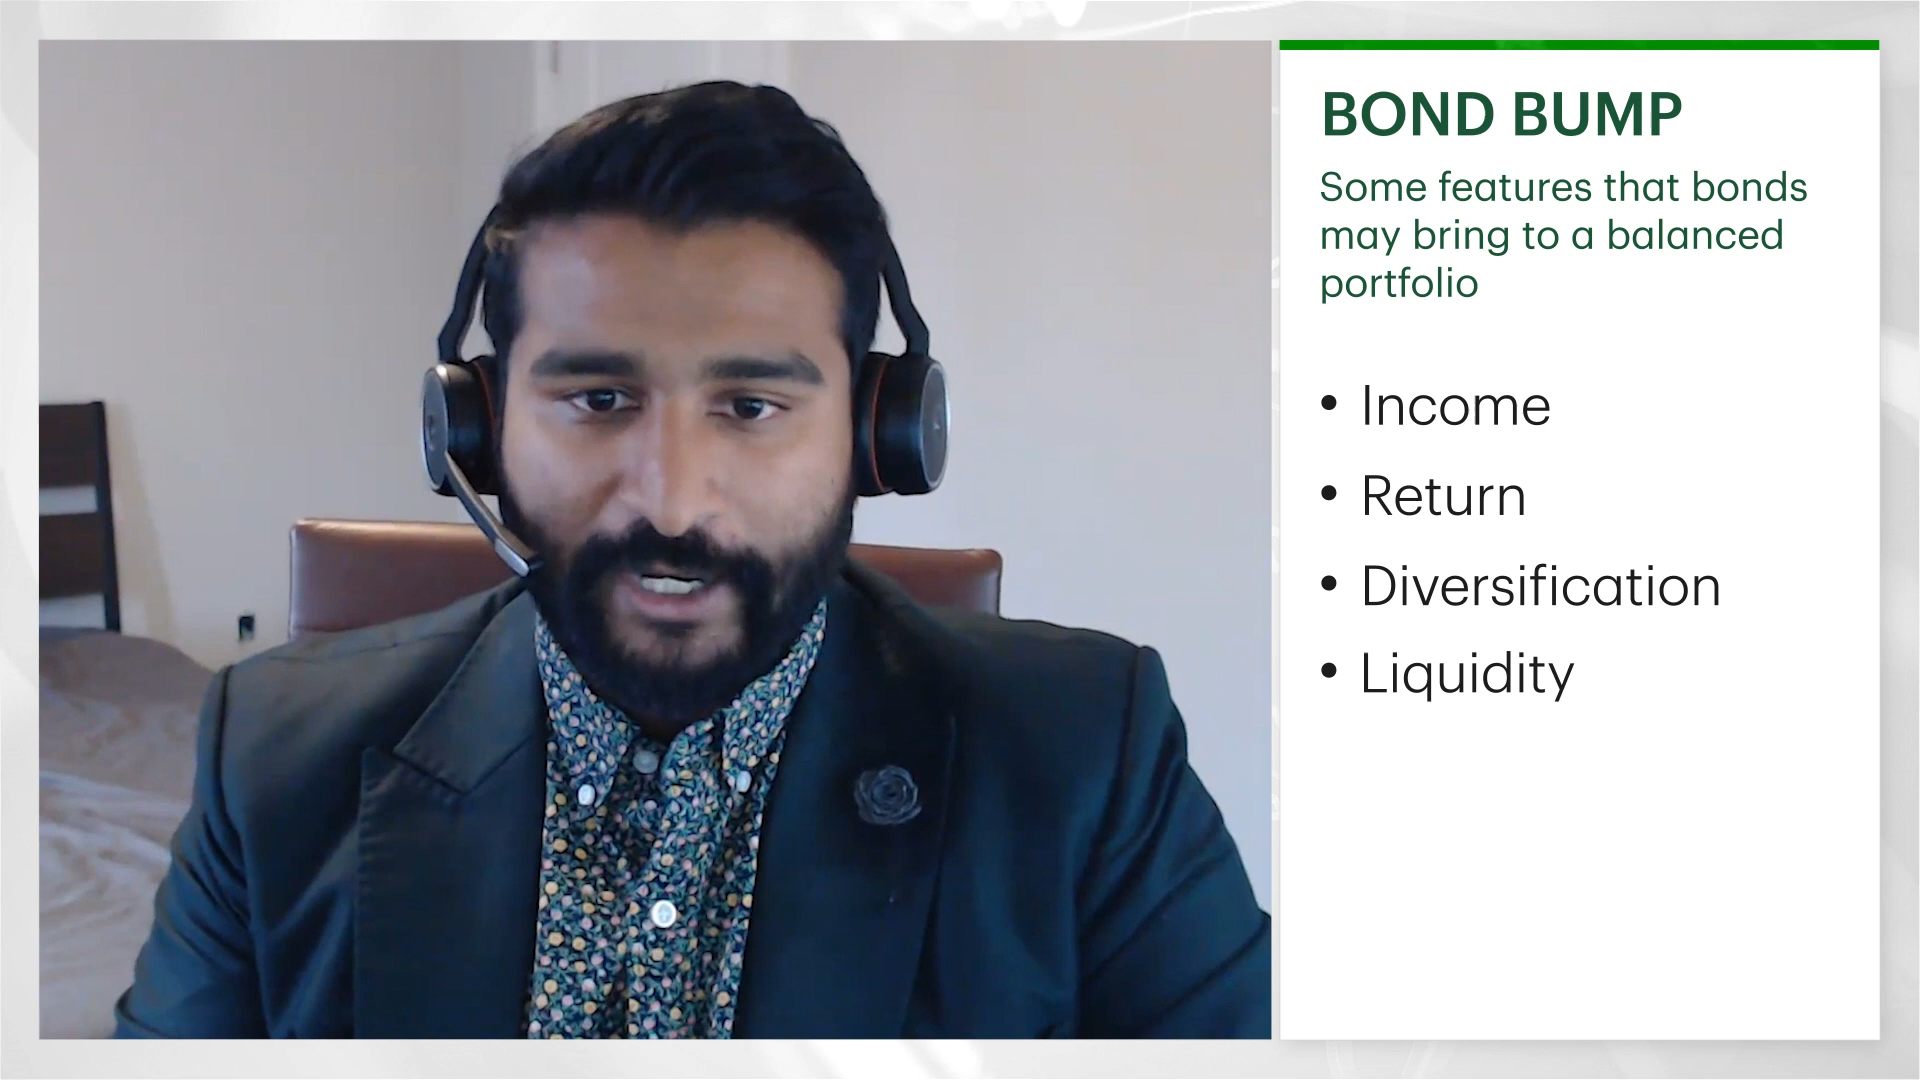 BOND BUMP
Some features that bonds
may bring to a balanced
portfolio
• Income
• Return
• Diversification
• Liquidity